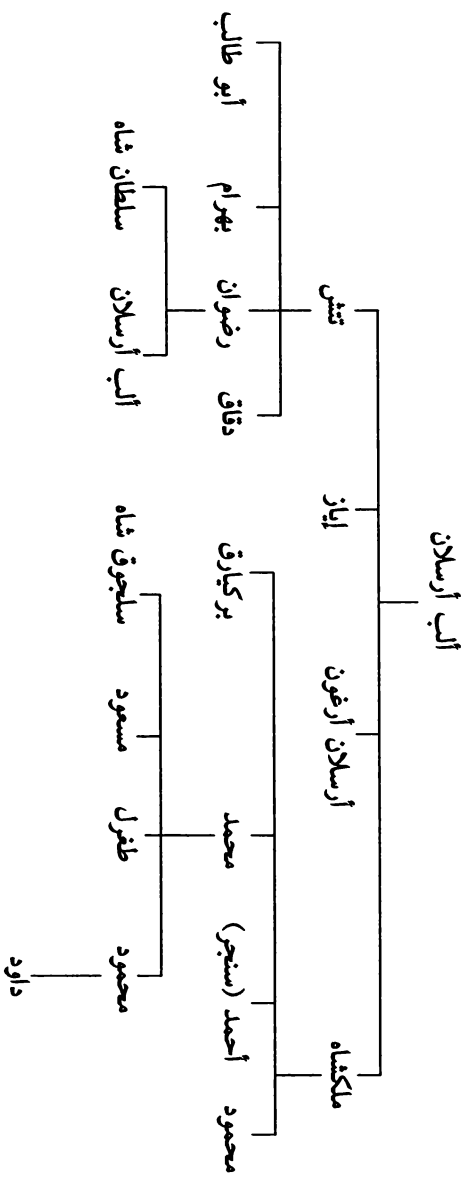 ألب أرسلان
ملكشاه أرسلان أرغون إياز تتش
محمود أحمد (سنجر) محمد بركيارق دقاق رضوان بهرام أبو طالب
محمود طغرل مسعود سلجوق شاه ألب أرسلان سلطان شاه
داود